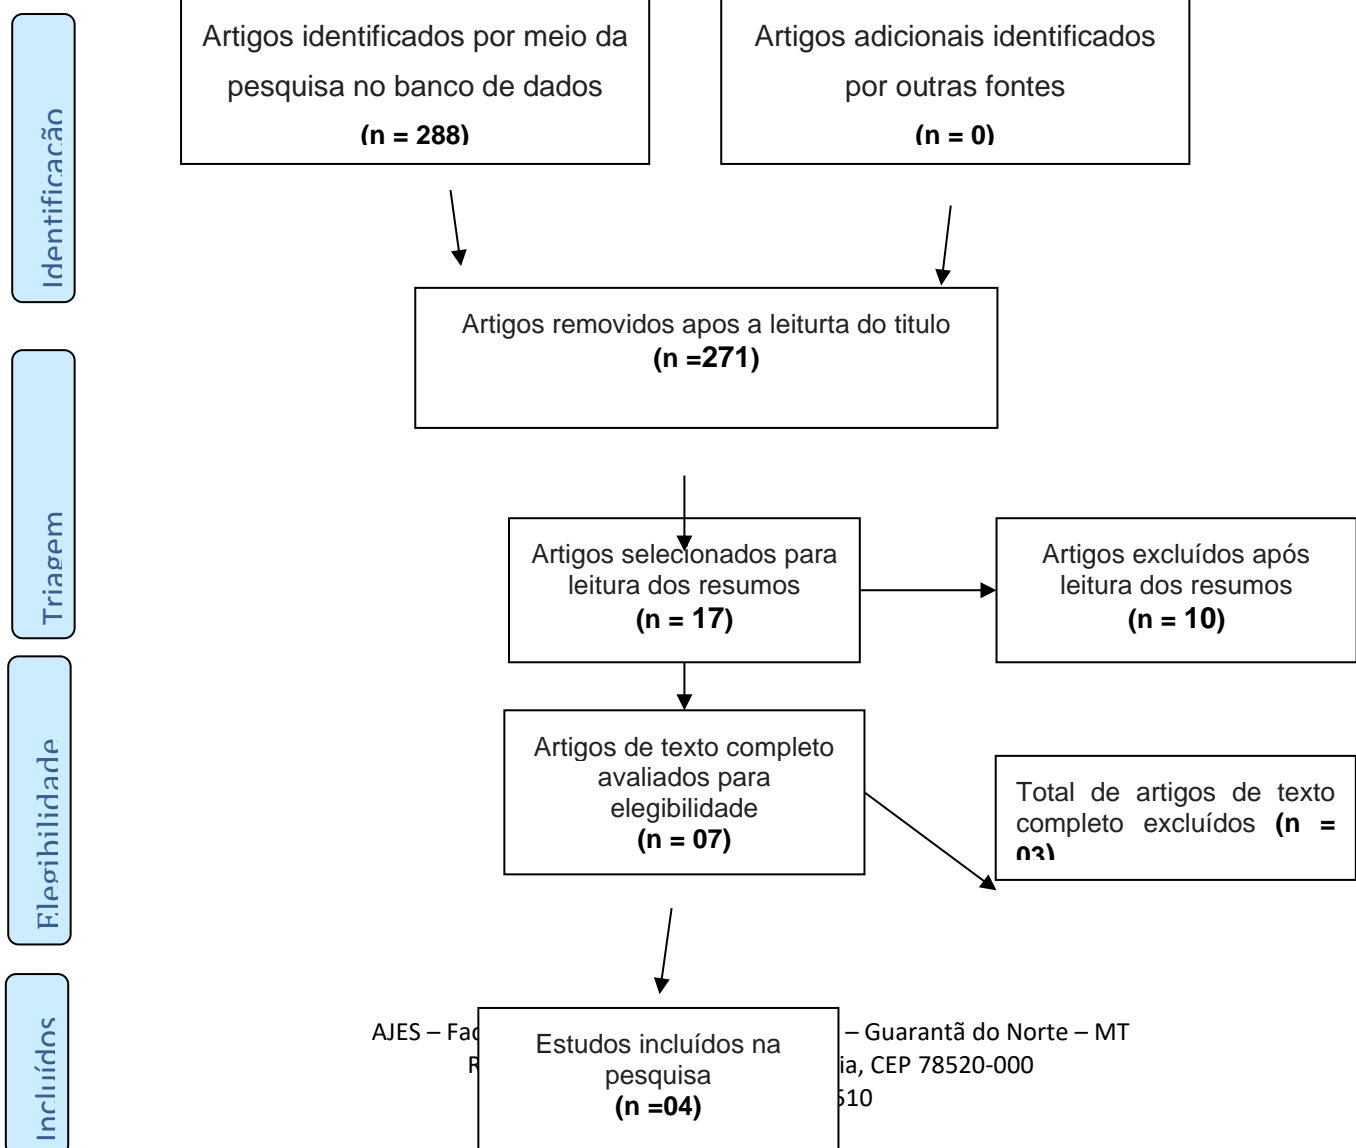 Identificação
Artigos identificados por meio da
pesquisa no banco de dados
(n = 288)
Artigos adicionais identificados
por outras fontes
(n = 0)
Artigos removidos apos a leiturta do titulo
(n =271)
Triagem
Artigos selecionados para
leitura dos resumos
(n = 17)
Artigos excluídos após
leitura dos resumos
(n = 10)
Elegibilidade
Artigos de texto completo
avaliados para
elegibilidade
(n = 07)
Total de artigos de texto
completo excluídos (n =
03)
Incluídos
Estudos incluídos na
pesquisa
(n =04)
AJES – – Guarantã do Norte – MT
CEP 78520-000